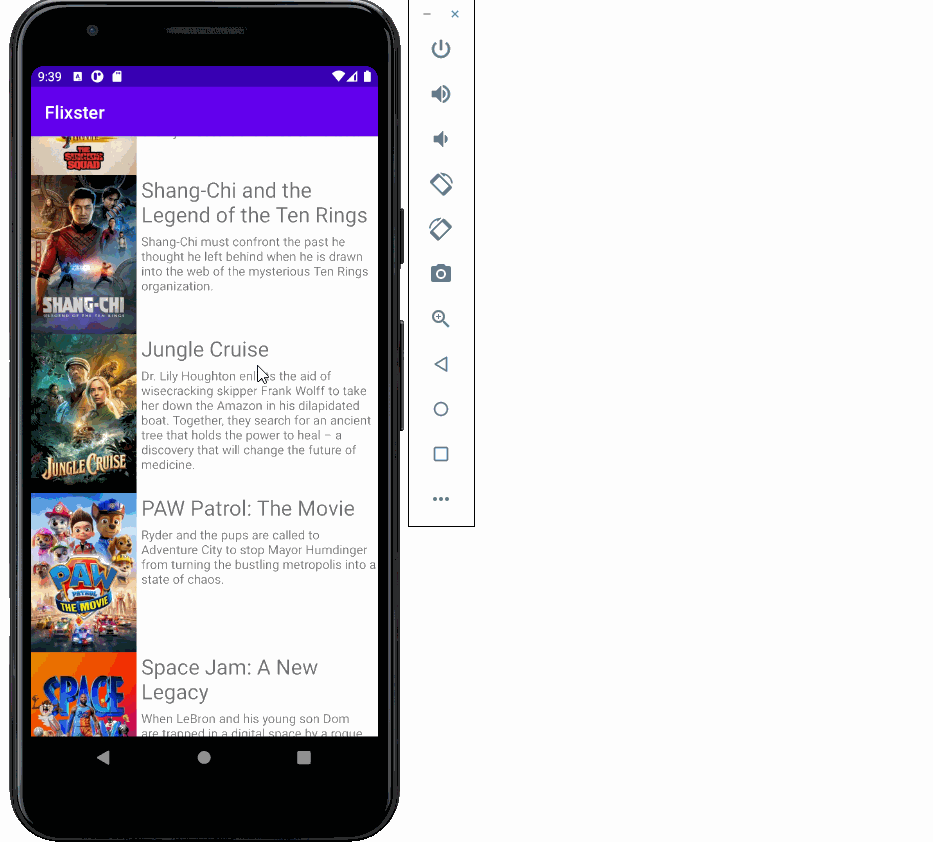 9:39
Flixster
THE
SUICIDE
SQUAD
Shang-Chi and the
Legend of the Ten Rings
Shang-Chi must confront the past he
thought he left behind when he is drawn
into the web of the mysterious Ten Rings
organization.
SHANG-CHI
LEGEND OF THE TEN RINGS
Jungle Cruise
Dr. Lily Houghton the aid of
wisecracking skipper Frank Wolff to take
her down the Amazon in his dilapidated
boat. Together, they search for an ancient
tree that holds the power to heal – a
discovery that will change the future of
medicine.
JUNGLE CRUISE
PAW Patrol: The Movie
Ryder and the pups are called to
Adventure City to stop Mayor Humdinger
from turning the bustling metropolis into a
state of chaos.
PAW
PATROL
THE MOVIE
Space Jam: A New
Legacy
When LeBron and his young son Dom
are trapped in a digital space by a rogue
SPACE